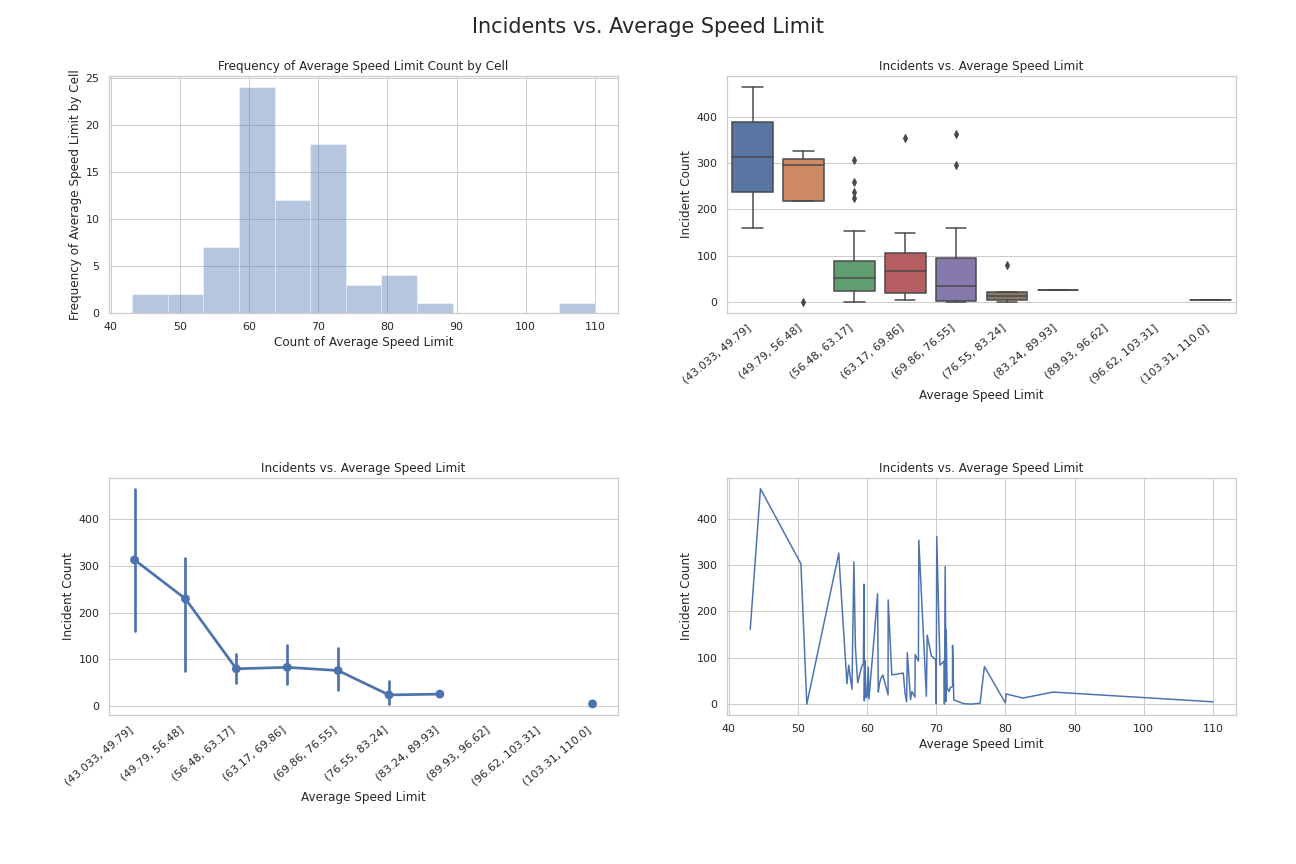 Incidents vs. Average Speed Limit
Frequency of Average Speed Limit Count by Cell
Frequency of Average Speed Limit by Cell
25
20
15
10
5
0
40 50 60 70 80 90 100 110
Count of Average Speed Limit
Incidents vs. Average Speed Limit
Incident Count
400
300
200
100
0
(43.033, 49.79]
(49.79, 56.48]
(56.48, 63.17]
(63.17, 69.86]
(69.86, 76.55]
(76.55, 83.24]
(83.24, 89.93]
(89.93, 96.62]
(96.62, 103.31]
(103.31, 110.0]
Average Speed Limit
Incidents vs. Average Speed Limit
Incident Count
400
300
200
100
0
(43.033, 49.79]
(49.79, 56.48]
(56.48, 63.17]
(63.17, 69.86]
(69.86, 76.55]
(76.55, 83.24]
(83.24, 89.93]
(89.93, 96.62]
(96.62, 103.31]
(103.31, 110.0]
Average Speed Limit
Incidents vs. Average Speed Limit
Incident Count
400
300
200
100
0
40 50 60 70 80 90 100 110
Average Speed Limit